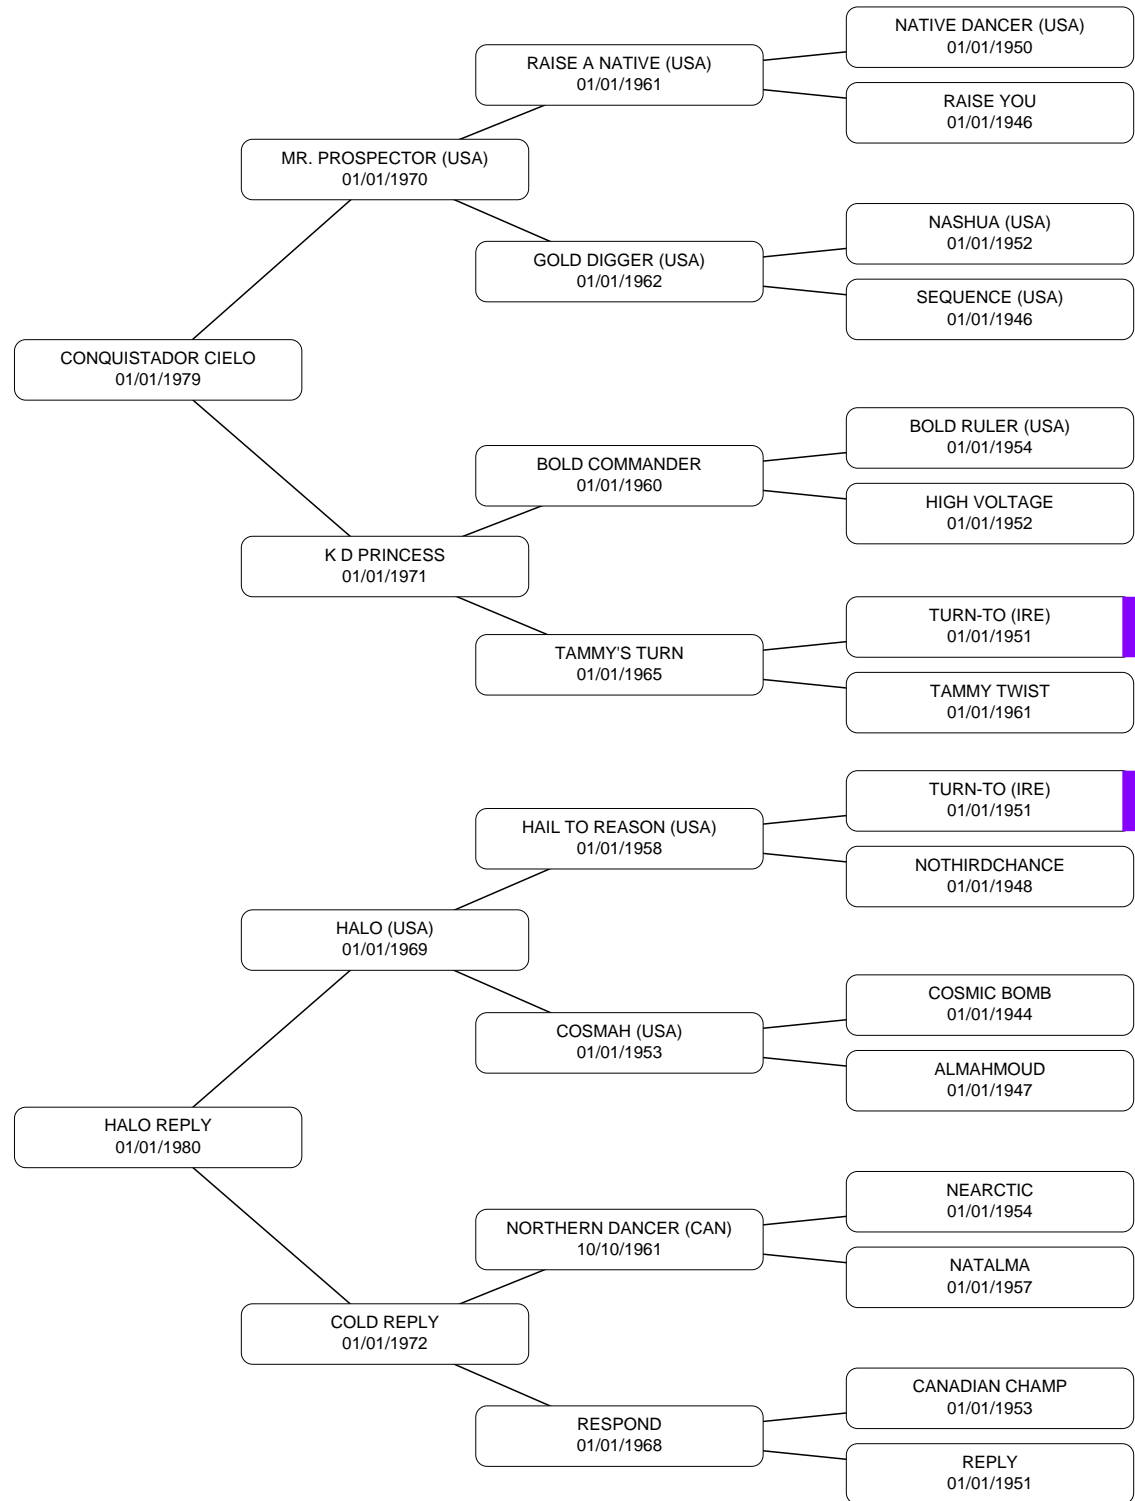 NATIVE DANCER (USA)
01/01/1950
RAISE A NATIVE (USA)
01/01/1961
RAISE YOU
01/01/1946
MR. PROSPECTOR (USA)
01/01/1970
NASHUA (USA)
01/01/1952
GOLD DIGGER (USA)
01/01/1962
SEQUENCE (USA)
01/01/1946
CONQUISTADOR CIELO
01/01/1979
BOLD RULER (USA)
01/01/1954
BOLD COMMANDER
01/01/1960
HIGH VOLTAGE
01/01/1952
K D PRINCESS
01/01/1971
TURN-TO (IRE)
01/01/1951
TAMMY'S TURN
01/01/1965
TAMMY TWIST
01/01/1961
TURN-TO (IRE)
01/01/1951
HAIL TO REASON (USA)
01/01/1958
NOTHIRDCHANCE
01/01/1948
HALO (USA)
01/01/1969
COSMIC BOMB
01/01/1944
COSMAH (USA)
01/01/1953
ALMAHMOUD
01/01/1947
HALO REPLY
01/01/1980
NEARCTIC
01/01/1954
NORTHERN DANCER (CAN)
10/10/1961
NATALMA
01/01/1957
COLD REPLY
01/01/1972
CANADIAN CHAMP
01/01/1953
RESPOND
01/01/1968
REPLY
01/01/1951